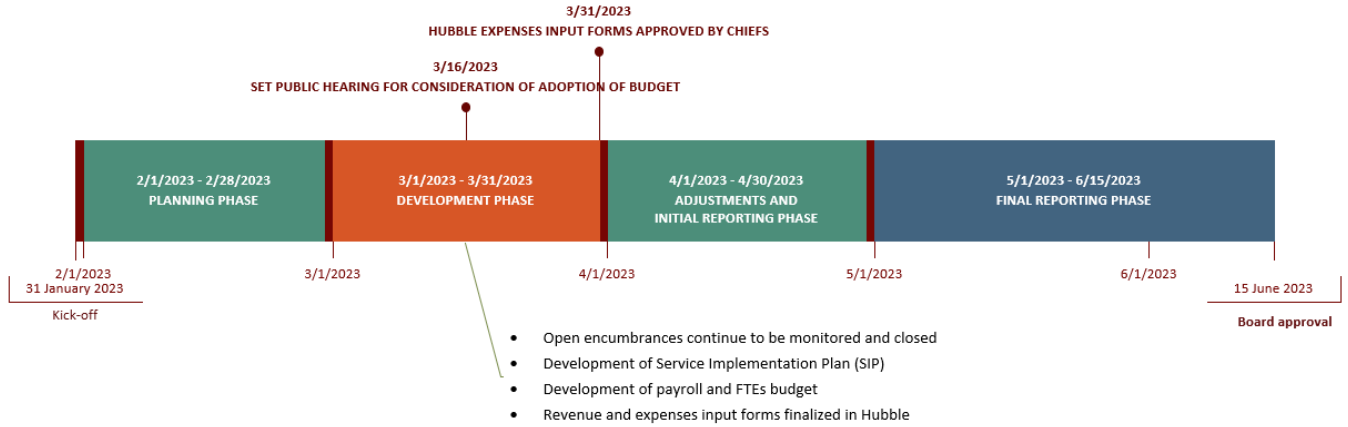 3/31/2023
HUBBLE EXPENSES INPUT FORMS APPROVED BY CHIEFS
3/16/2023
SET PUBLIC HEARING FOR CONSIDERATION OF ADOPTION OF BUDGET
2/1/2023 - 2/28/2023
PLANNING PHASE
3/1/2023 - 3/31/2023
DEVELOPMENT PHASE
4/1/2023 - 4/30/2023
ADJUSTMENTS AND
INITIAL REPORTING PHASE
5/1/2023 - 6/15/2023
FINAL REPORTING PHASE
2/1/2023
3/1/2023
4/1/2023
5/1/2023
6/1/2023
31 January 2023
Kick-off
15 June 2023
Board approval
• Open encumbrances continue to be monitored and closed
• Development of Service Implementation Plan (SIP)
• Development of payroll and FTEs budget
• Revenue and expenses input forms finalized in Hubble